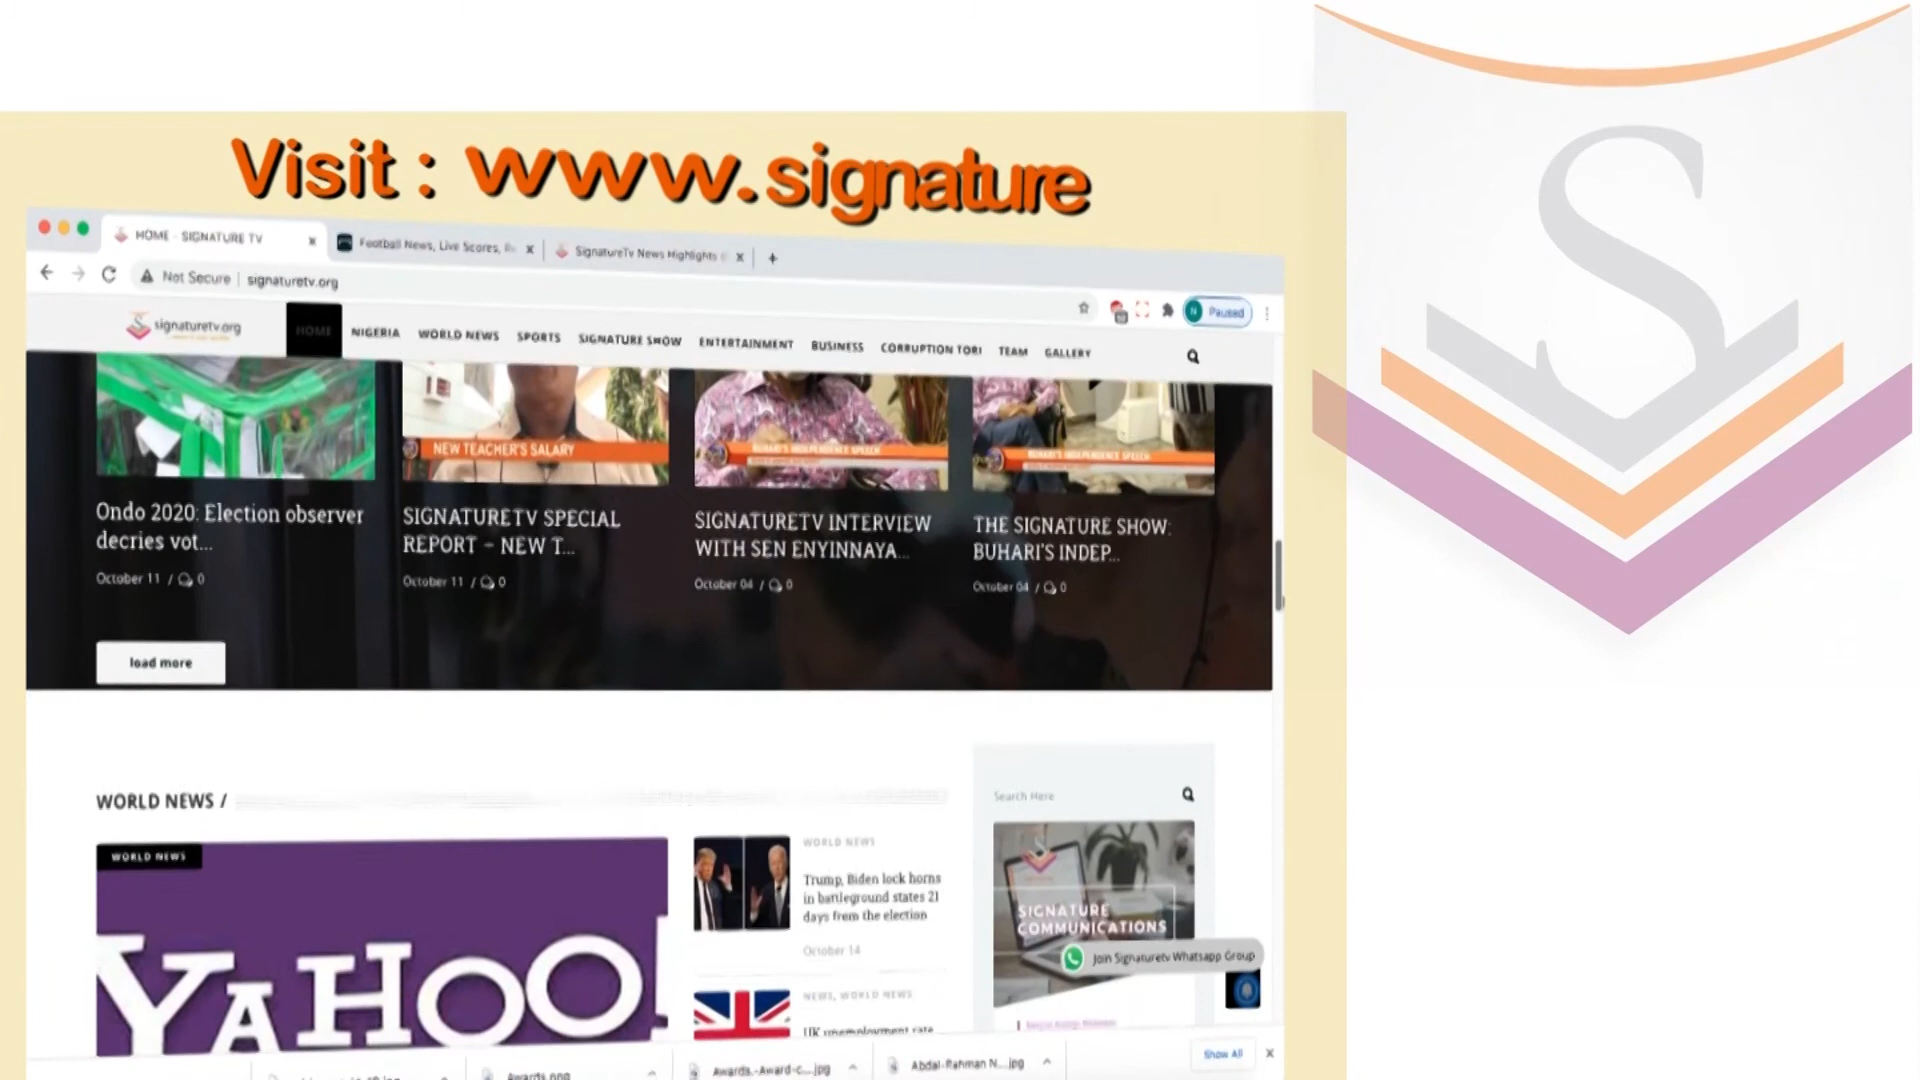 Visit : www.signature
HOME - SIGNATURE TV
Football News, Live Scores, Re
SignatureTv News Highlights
Not Secure | signaturetv.org
Paused
signaturetv.org
HOME
NIGERIA
WORLD NEWS
SPORTS
SIGNATURE SHOW
ENTERTAINMENT
BUSINESS
CORRUPTION TORI
TEAM
GALLERY
NEW TEACHER'S SALARY
BUHARI'S INDEPENDENCE SPEECH
BUHARI'S INDEPENDENCE SPEECH
Ondo 2020: Election observer
decries vot...
October 11 / 0
SIGNATURETV SPECIAL
REPORT – NEW T...
October 11 / 0
SIGNATURETV INTERVIEW
WITH SEN ENYINNAYA...
October 04 / 0
THE SIGNATURE SHOW:
BUHARI'S INDEP...
October 04 / 0
load more
WORLD NEWS /
WORLD NEWS
YAHOO!
WORLD NEWS
Trump, Biden lock horns
in battleground states 21
days from the election
October 14
NEWS, WORLD NEWS
UK unemployment rate
Search Here
SIGNATURE
COMMUNICATIONS
Join Signaturetv Whatsapp Group
Awards.png
Awards.-Award-c....jpg
Abdal-Rahman N....jpg
Show All
S